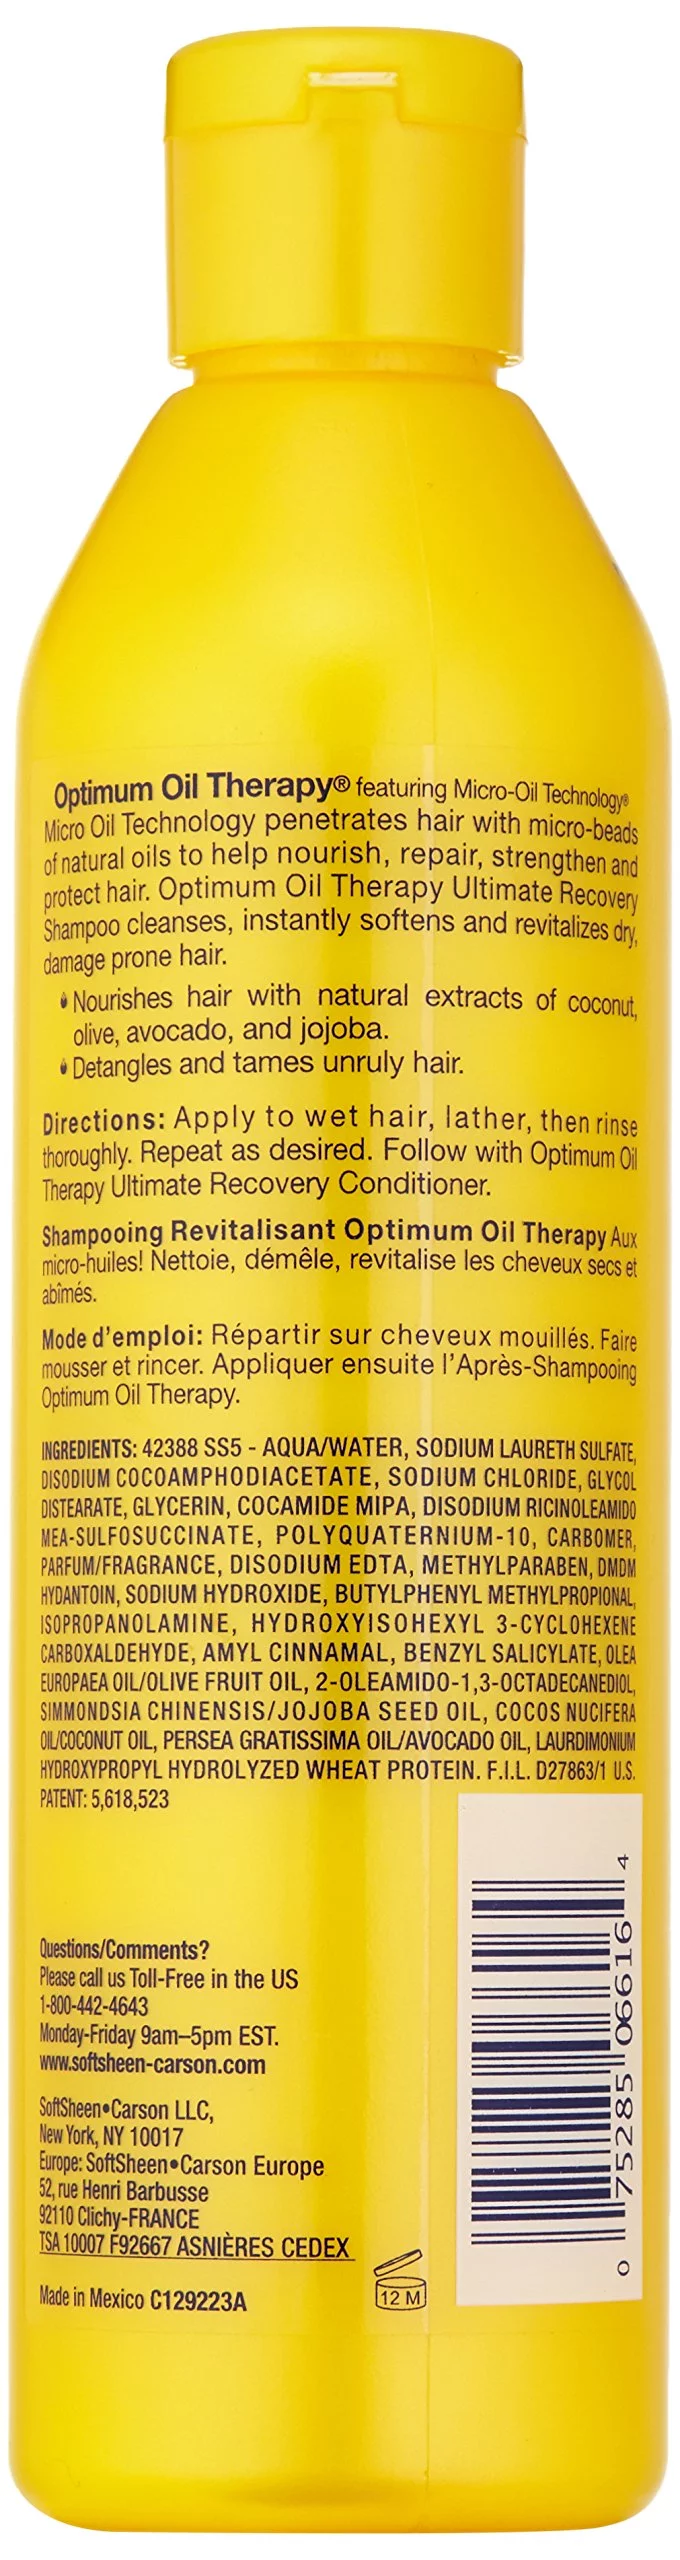 Optimum Oil Therapy® featuring Micro-Oil Technology®
Micro Oil Technology penetrates hair with micro-beads
of natural oils to help nourish, repair, strengthen and
protect hair. Optimum Oil Therapy Ultimate Recovery
Shampoo cleanses, instantly softens and revitalizes dry,
damage prone hair.
Nourishes hair with natural extracts of coconut,
olive, avocado, and jojoba.
Detangles and tames unruly hair.
Directions: Apply to wet hair, lather, then rinse
thoroughly. Repeat as desired. Follow with Optimum Oil
Therapy Ultimate Recovery Conditioner.
Shampooing Revitalisant Optimum Oil Therapy Aux
micro-huiles! Nettoie, démêle, revitalise les cheveux secs et
abîmés.
Mode d'emploi: Répartir sur cheveux mouillés. Faire
mousser et rincer. Appliquer ensuite l'Après-Shampooing
Optimum Oil Therapy.
INGREDIENTS: 42388 SS5 - AQUA/WATER, SODIUM LAURETH SULFATE,
DISODIUM COCOAMPHODIACETATE, SODIUM CHLORIDE, GLYCOL
DISTEARATE, GLYCERIN, COCAMIDE MIPA, DISODIUM RICINOLEAMIDO
MEA-SULFOSUCCINATE, POLYQUATERNIUM-10, CARBOMER,
PARFUM/FRAGRANCE, DISODIUM EDTA, METHYLPARABEN, DMDM
HYDANTOIN, SODIUM HYDROXIDE, BUTYLPHENYL METHYLPROPIONAL,
ISOPROPANOLAMINE, HYDROXYISOHEXYL 3-CYCLOHEXENE
CARBOXALDEHYDE, AMYL CINNAMAL, BENZYL SALICYLATE, OLEA
EUROPAEA OIL/OLIVE FRUIT OIL, 2-OLEAMIDO-1,3-OCTADECANEDIOL,
SIMMONDSIA CHINENSIS/JOJOBA SEED OIL, COCOS NUCIFERA
OIL/COCONUT OIL, PERSEA GRATISSIMA OIL/AVOCADO OIL, LAURDIMONIUM
HYDROXYPROPYL HYDROLYZED WHEAT PROTEIN. F.I.L. D27863/1 U.S.
PATENT: 5,618,523
Questions/Comments?
Please call us Toll-Free in the US
1-800-442-4643
Monday-Friday 9am–5pm EST.
www.softsheen-carson.com
SoftSheen•Carson LLC,
New York, NY 10017
Europe: SoftSheen•Carson Europe
52, rue Henri Barbusse
92110 Clichy-FRANCE
TSA 10007 F92667 ASNIÈRES CEDEX
Made in Mexico C129223A
12 M
0 75285 06616 4